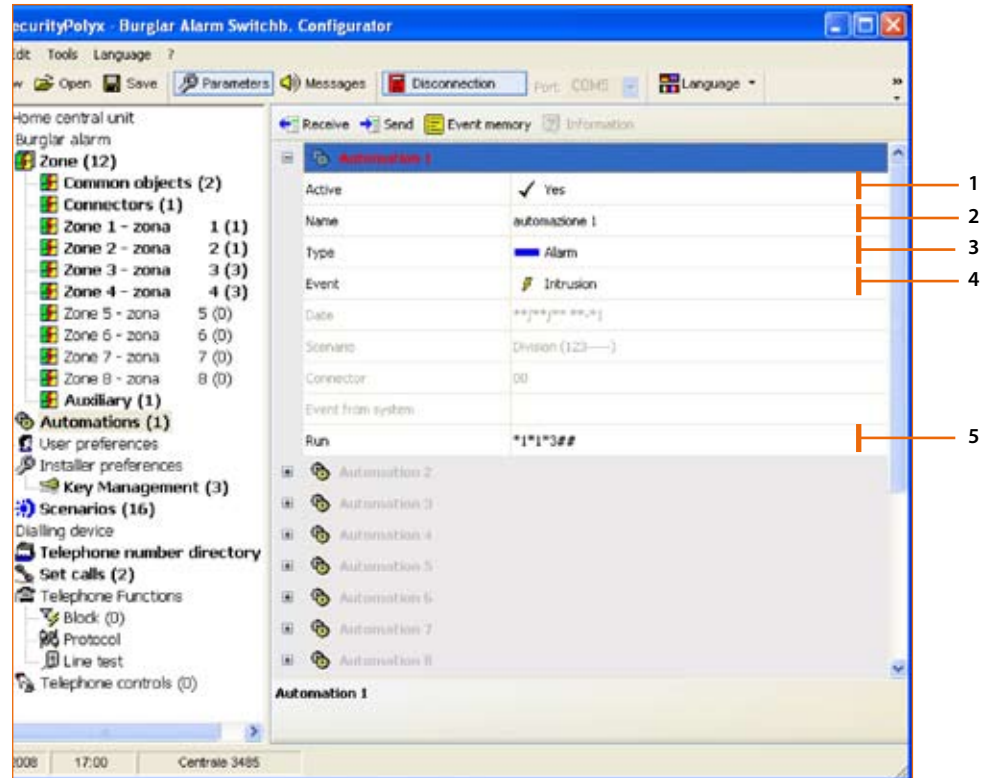 ecurityPolyx - Burglar Alarm Switchb. Configurator
Edit Tools Language ?
w Open Save Parameters Messages Disconnection Port: COM5 Language »
Home central unit
Burglar alarm
Zone (12)
Common objects (2)
Connectors (1)
Zone 1 - zona 1 (1)
Zone 2 - zona 2 (1)
Zone 3 - zona 3 (3)
Zone 4 - zona 4 (3)
Zone 5 - zona 5 (0)
Zone 6 - zona 6 (0)
Zone 7 - zona 7 (0)
Zone 8 - zona 8 (0)
Auxiliary (1)
Automations (1)
User preferences
Installer preferences
Key Management (3)
Scenarios (16)
Dialling device
Telephone number directory
Set calls (2)
Telephone Functions
Block (0)
Protocol
Line test
Telephone controls (0)
Receive Send Event memory Information
Automation 1
Active Yes 1
Name automazione 1 2
Type Alarm 3
Event Intrusion 4
Date
Scenario Division (123-----)
Connector 00
Event from system
Run *1*1*3## 5
Automation 2
Automation 3
Automation 4
Automation 5
Automation 6
Automation 7
Automation 8
Automation 1
2008 17:00 Centrale 3485